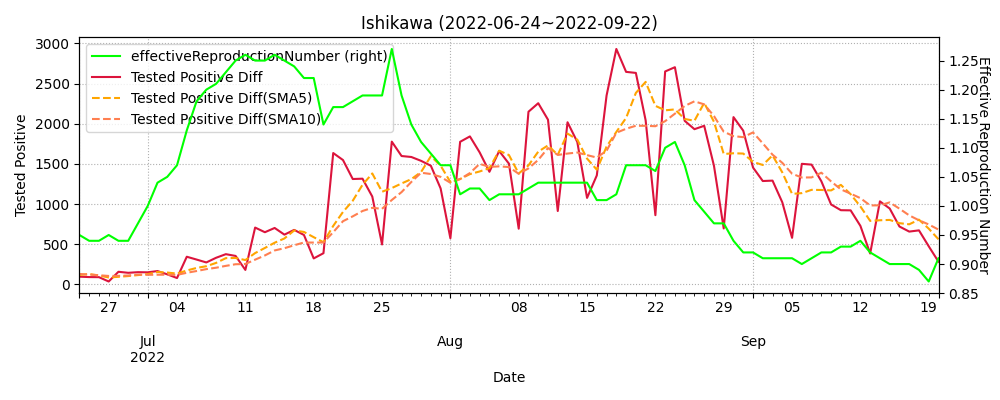 Ishikawa (2022-06-24~2022-09-22)
effectiveReproductionNumber (right)
Tested Positive Diff
Tested Positive Diff(SMA5)
Tested Positive Diff(SMA10)
Tested Positive
3000
2500
2000
1500
1000
500
0
Effective Reproduction Number
1.25
1.20
1.15
1.10
1.05
1.00
0.95
0.90
0.85
27 04 11 18 25 08 15 22 29 05 12 19
Jul Aug Sep
2022
Date